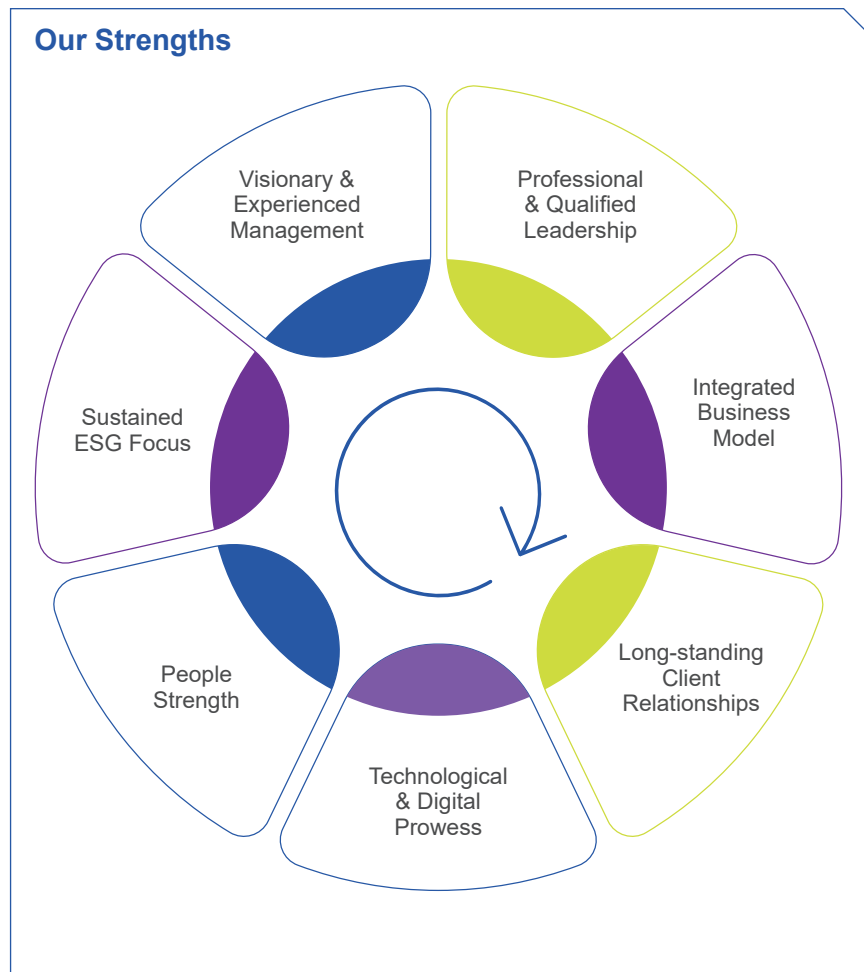 Our Strengths
Visionary &
Experienced
Management
Professional
& Qualified
Leadership
Integrated
Business
Model
Long-standing
Client
Relationships
Technological
& Digital
Prowess
People
Strength
Sustained
ESG Focus